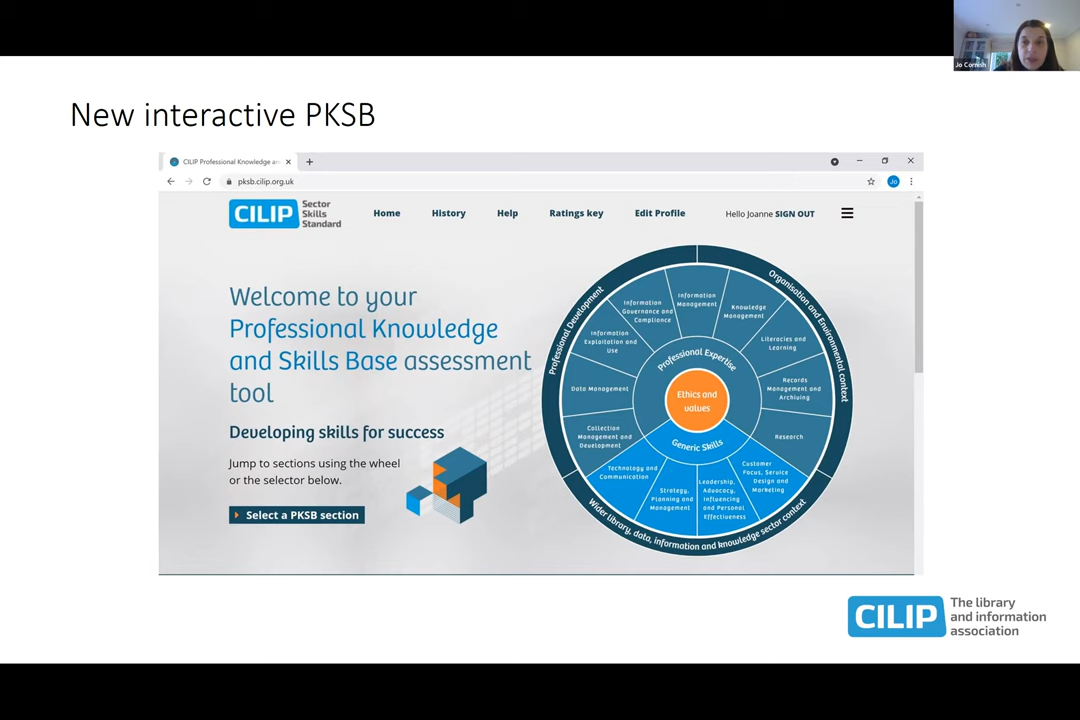 Jo Cornish
New interactive PKSB
CILIP Professional Knowledge an
pksb.cilip.org.uk
Jo
CILIP
Sector
Skills
Standard
Home
History
Help
Ratings key
Edit Profile
Hello Joanne SIGN OUT
Welcome to your
Professional Knowledge
and Skills Base assessment
tool
Developing skills for success
Jump to sections using the wheel
or the selector below.
Select a PKSB section
Professional Development
Organisation and Environmental context
Wider library, data, information and knowledge sector context
Information
Management
Knowledge
Management
Literacies and
Learning
Records
Management and
Archiving
Research
Customer
Focus, Service
Design and
Marketing
Leadership,
Advocacy,
Influencing
and Personal
Effectiveness
Strategy,
Planning and
Management
Technology and
Communication
Collection
Management and
Development
Data Management
Information
Exploitation and
Use
Information
Governance and
Compliance
Professional Expertise
Ethics and
values
Generic Skills
CILIP
The library
and information
association